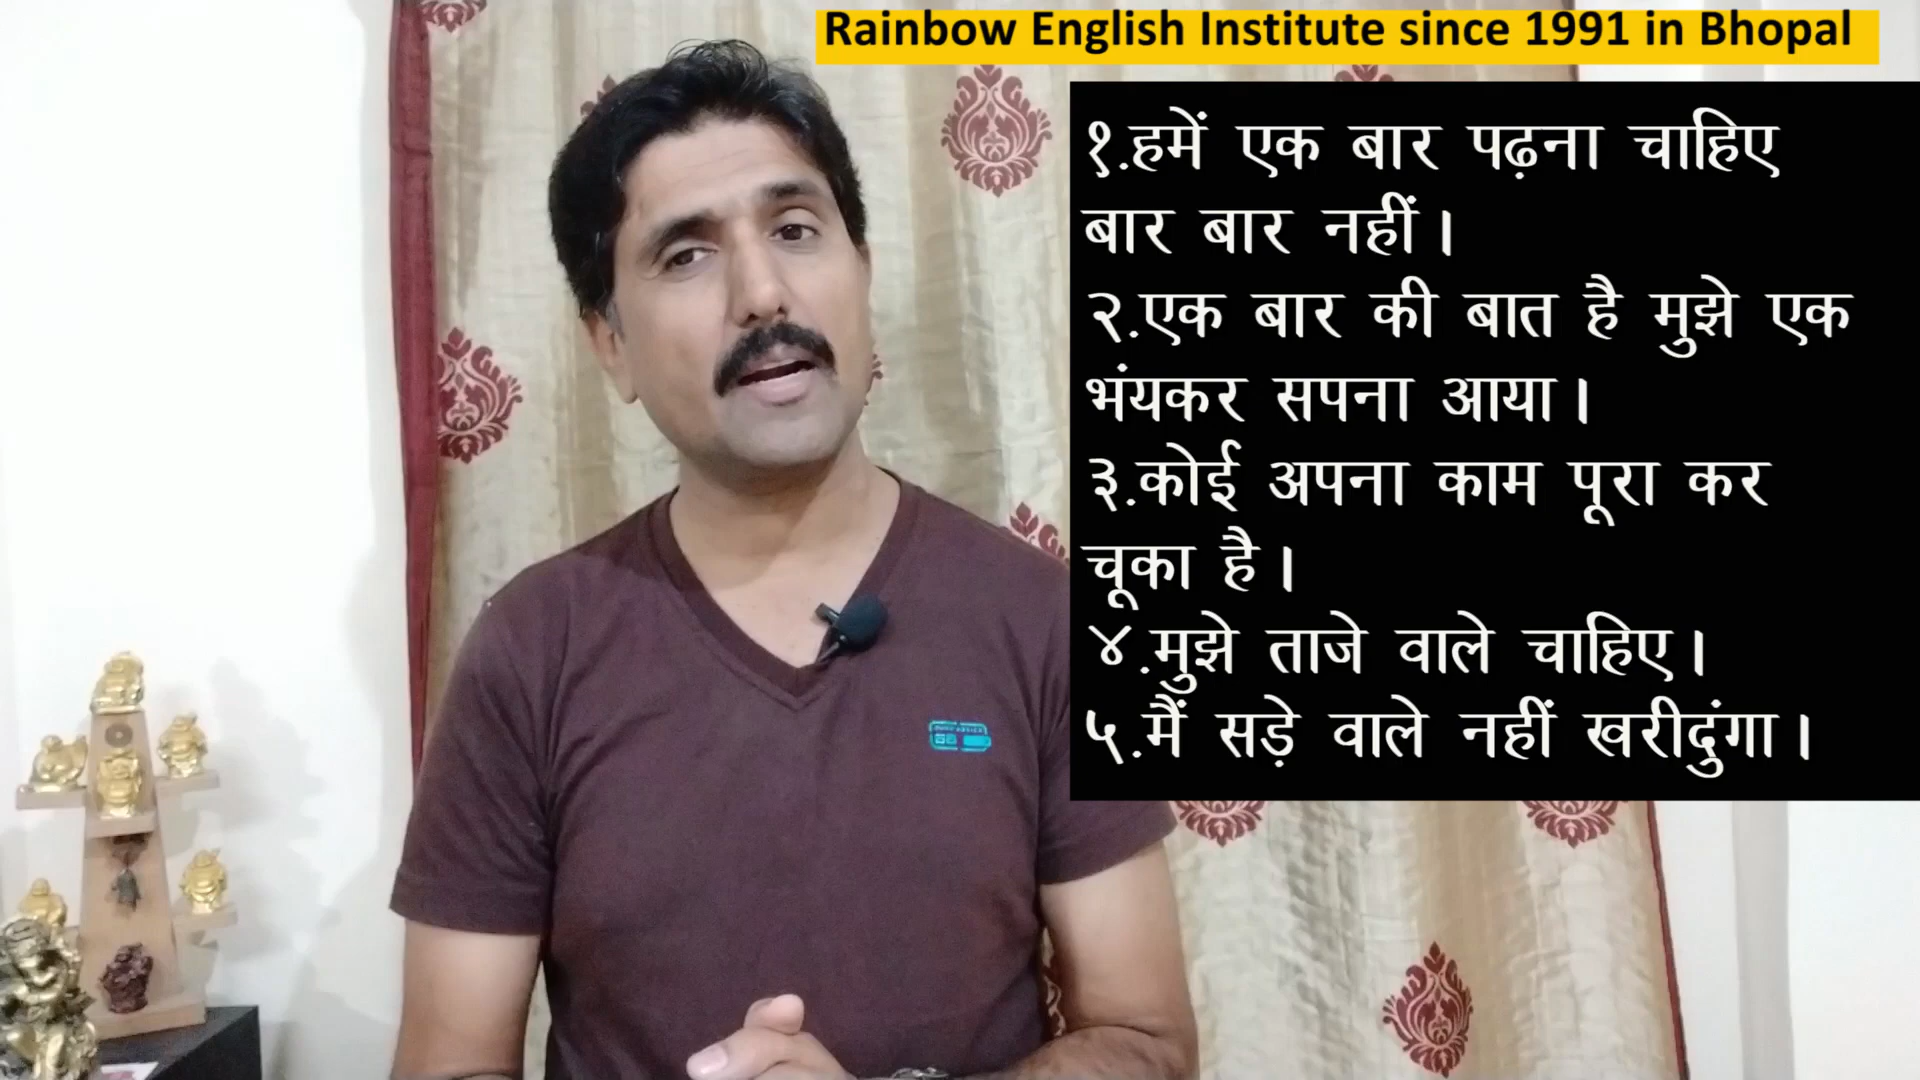 Rainbow English Institute since 1991 in Bhopal
१.हमें एक बार पढ़ना चाहिए
बार बार नहीं।
२.एक बार की बात है मुझे एक
भंयकर सपना आया।
३.कोई अपना काम पूरा कर
चूका है।
४.मुझे ताजे वाले चाहिए।
५.मैं सड़े वाले नहीं खरीदुंगा।